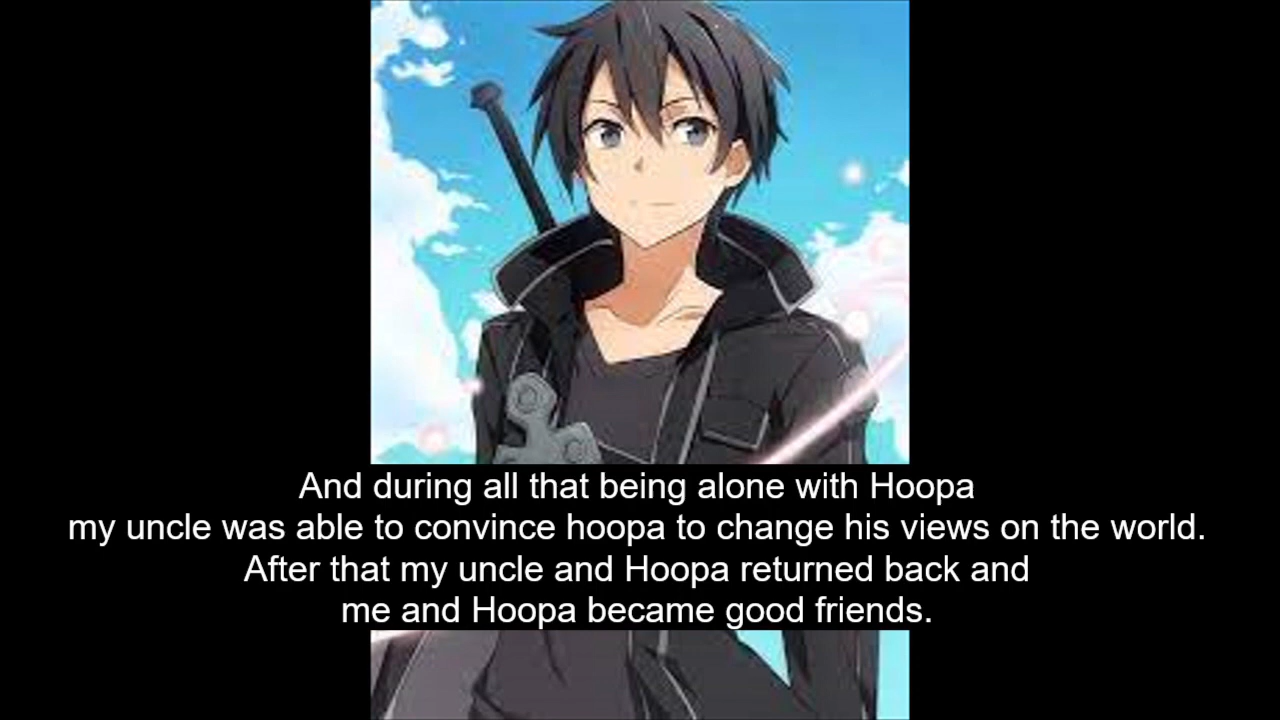 And during all that being alone with Hoopa
my uncle was able to convince hoopa to change his views on the world.
After that my uncle and Hoopa returned back and
me and Hoopa became good friends.